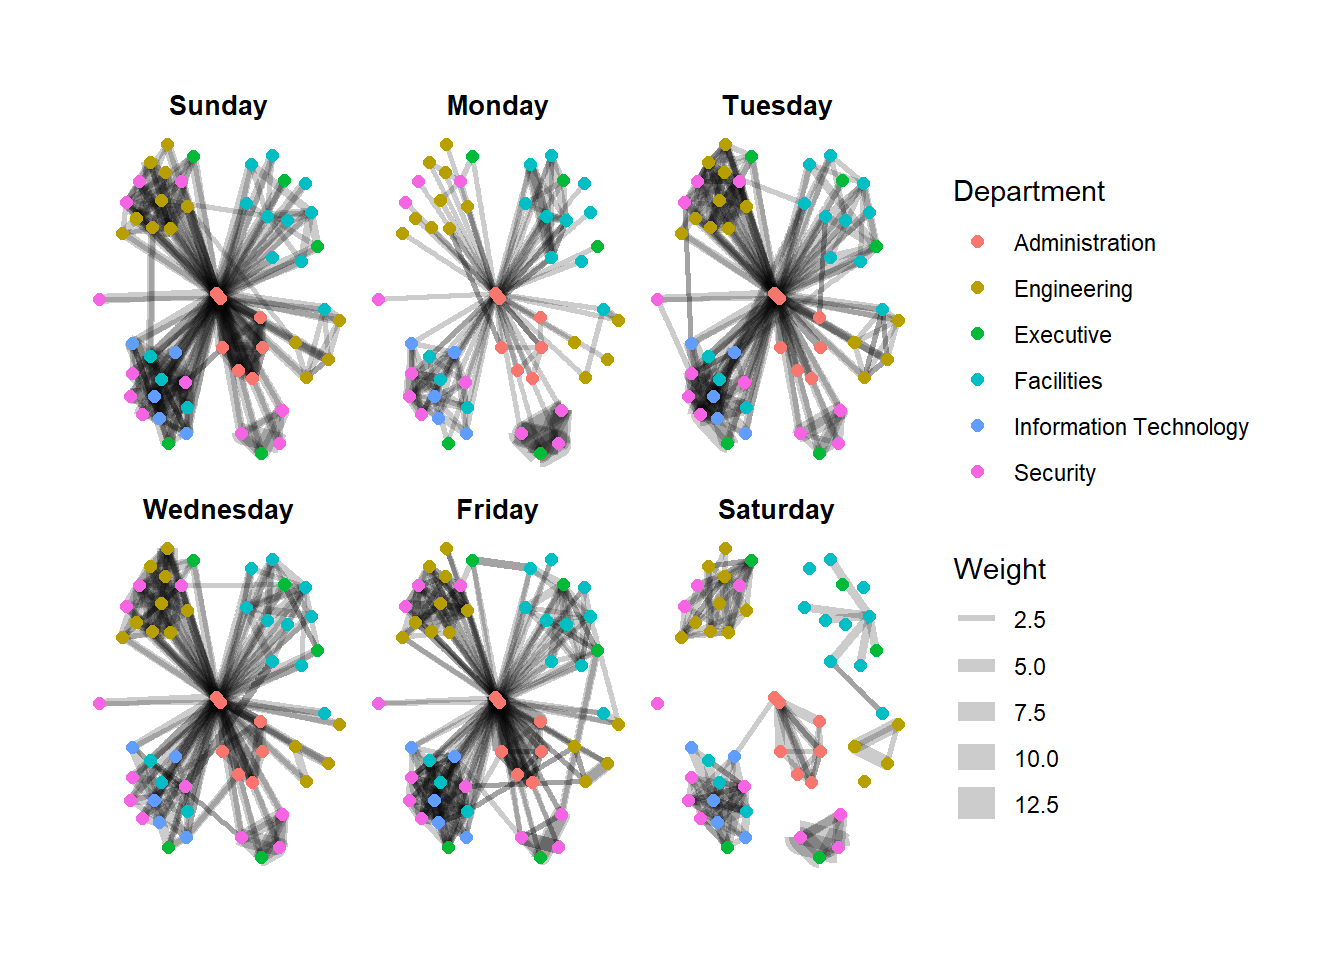 Sunday
Monday
Tuesday
Wednesday
Friday
Saturday
Department
Administration
Engineering
Executive
Facilities
Information Technology
Security
Weight
2.5
5.0
7.5
10.0
12.5